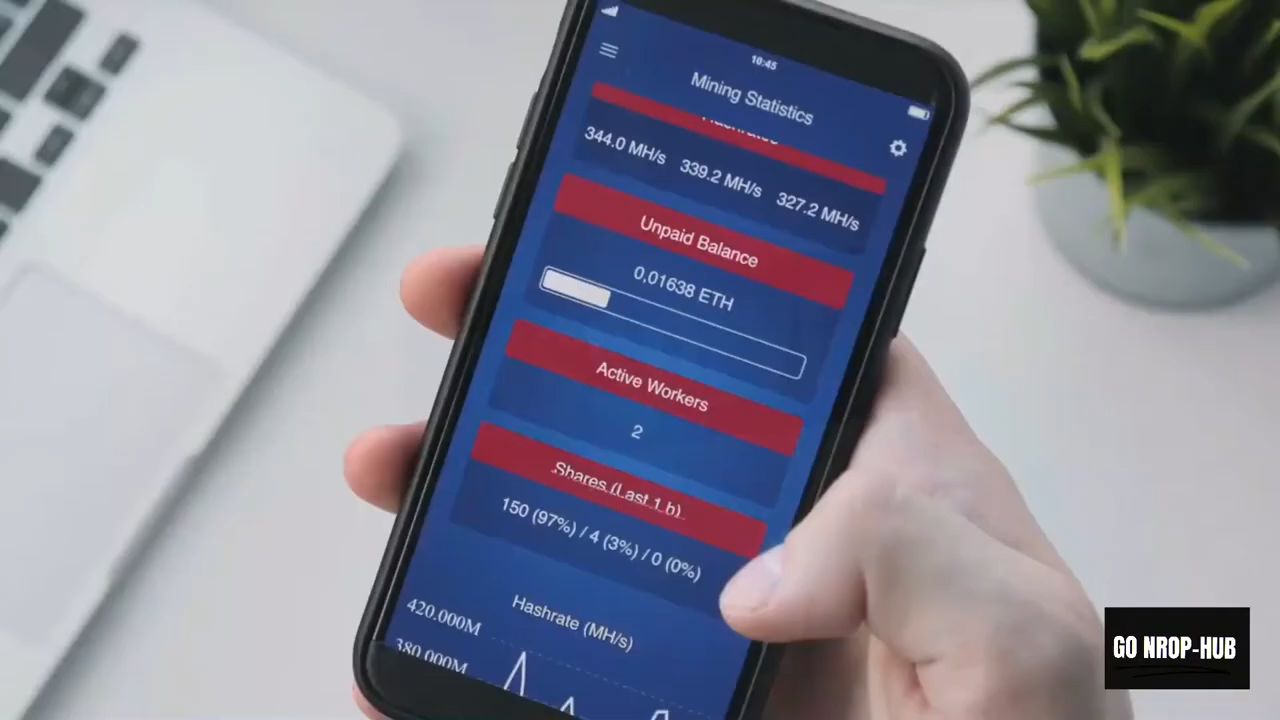 10:45
Mining Statistics
Hashrates
344.0 MH/s 339.2 MH/s 327.2 MH/s
Unpaid Balance
0,01638 ETH
Active Workers
2
Shares (Last 1 h)
150 (97%) / 4 (3%) / 0 (0%)
Hashrate (MH/s)
420.000M
380.000M
GO NROP-HUB